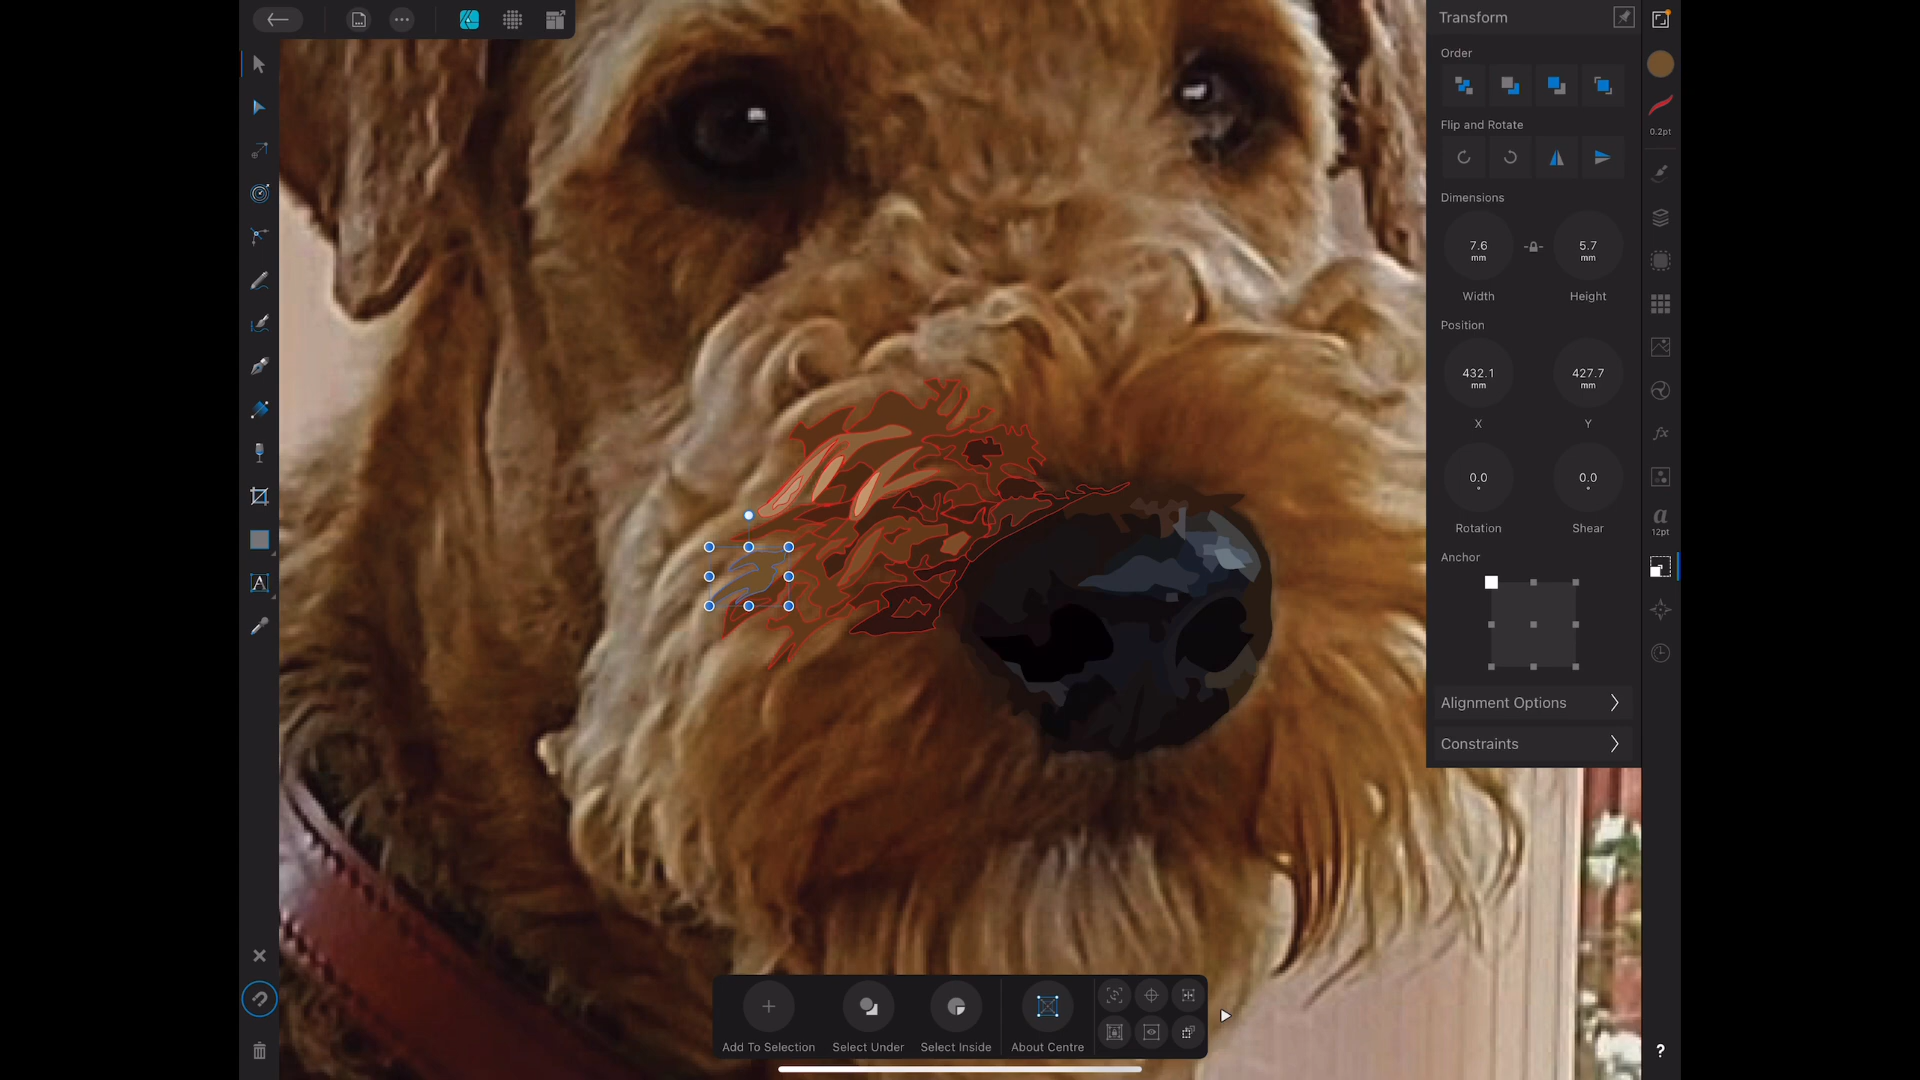 Transform
Order
0.2pt
Flip and Rotate
Dimensions
7.6
mm
5.7
mm
Width
Height
Position
432.1
mm
427.7
mm
X
Y
0.0
°
0.0
°
Rotation
Shear
a
12pt
Anchor
Alignment Options
Constraints
fx
A
Add To Selection
Select Under
Select Inside
About Centre
?